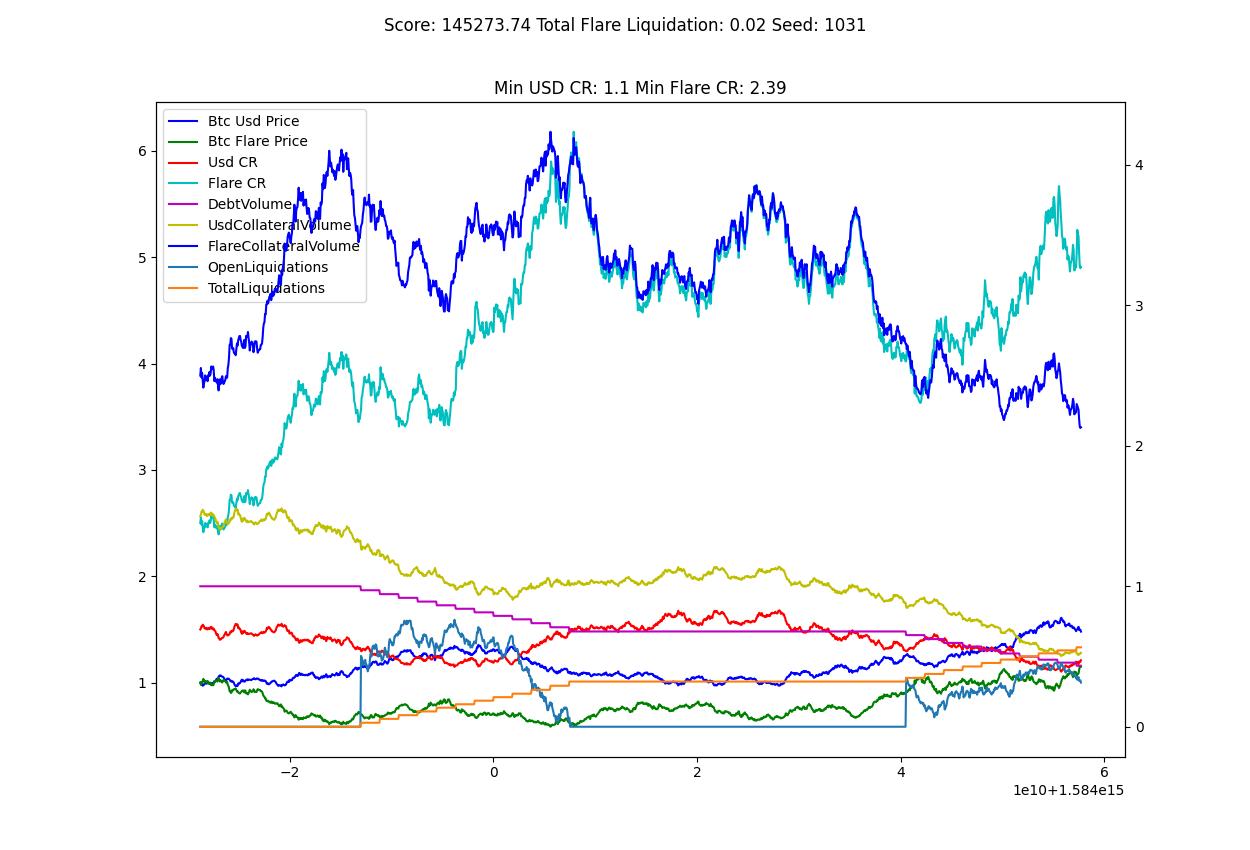 Score: 145273.74 Total Flare Liquidation: 0.02 Seed: 1031
Min USD CR: 1.1 Min Flare CR: 2.39
Btc Usd Price
Btc Flare Price
Usd CR
Flare CR
DebtVolume
UsdCollateralVolume
FlareCollateralVolume
OpenLiquidations
TotalLiquidations
6
5
4
3
2
1
4
3
2
1
0
−2
0
2
4
6
1e10+1.584e15